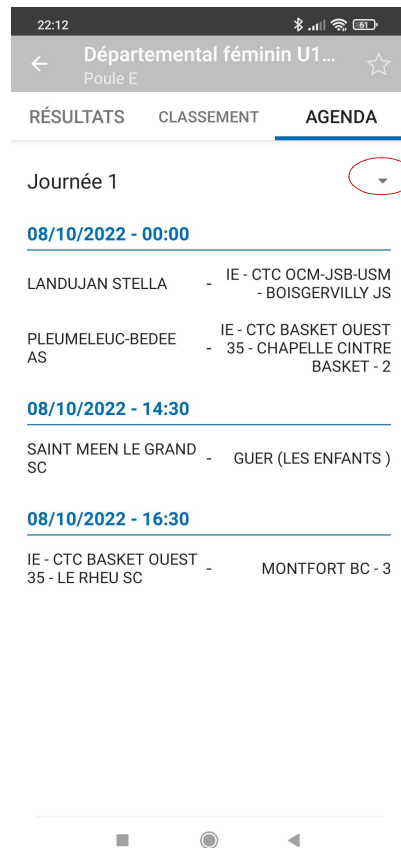 22:12
61
Départemental féminin U1...
Poule E
RÉSULTATS CLASSEMENT AGENDA
Journée 1
08/10/2022 - 00:00
LANDUJAN STELLA - IE - CTC OCM-JSB-USM
- BOISGERVILLY JS
PLEUMELEUC-BEDEE
AS
- IE - CTC BASKET OUEST
35 - CHAPELLE CINTRE
BASKET - 2
08/10/2022 - 14:30
SAINT MEEN LE GRAND
SC
- GUER (LES ENFANTS )
08/10/2022 - 16:30
IE - CTC BASKET OUEST
35 - LE RHEU SC
- MONTFORT BC - 3